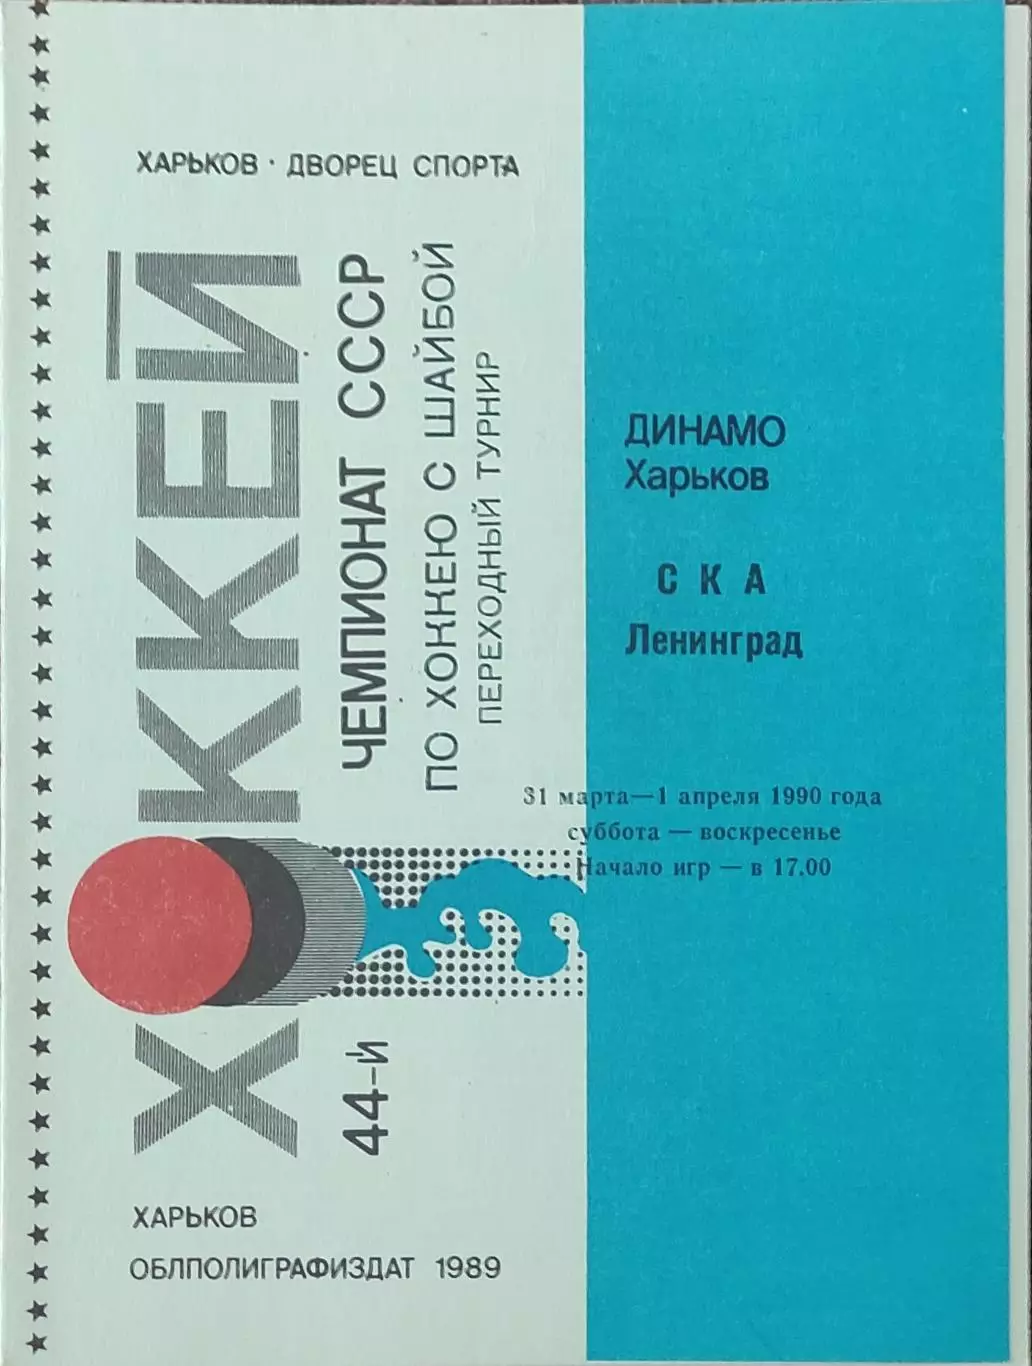 ХАРЬКОВ · ДВОРЕЦ СПОРТА
ХОККЕЙ
44-й ЧЕМПИОНАТ СССР
ПО ХОККЕЮ С ШАЙБОЙ
ПЕРЕХОДНЫЙ ТУРНИР
ДИНАМО
Харьков
СКА
Ленинград
31 марта—1 апреля 1990 года
суббота — воскресенье
Начало игр — в 17.00
ХАРЬКОВ
ОБЛПОЛИГРАФИЗДАТ 1989